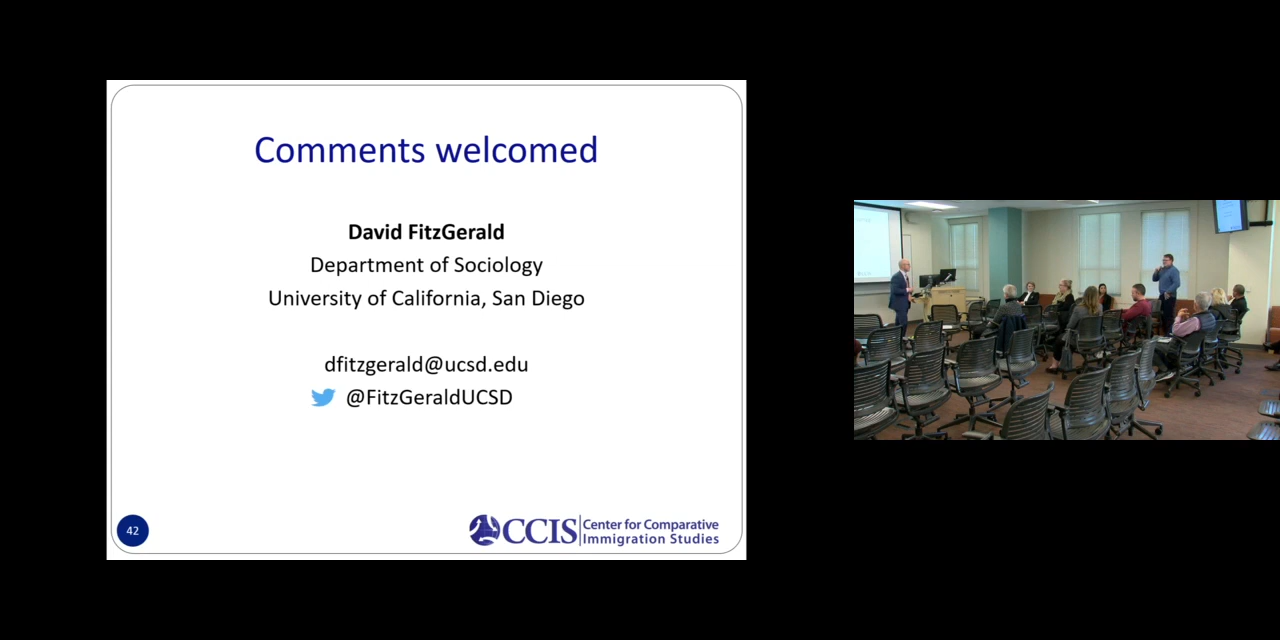 Comments welcomed
David FitzGerald
Department of Sociology
University of California, San Diego
dfitzgerald@ucsd.edu
@FitzGeraldUCSD
42
CCIS Center for Comparative
Immigration Studies